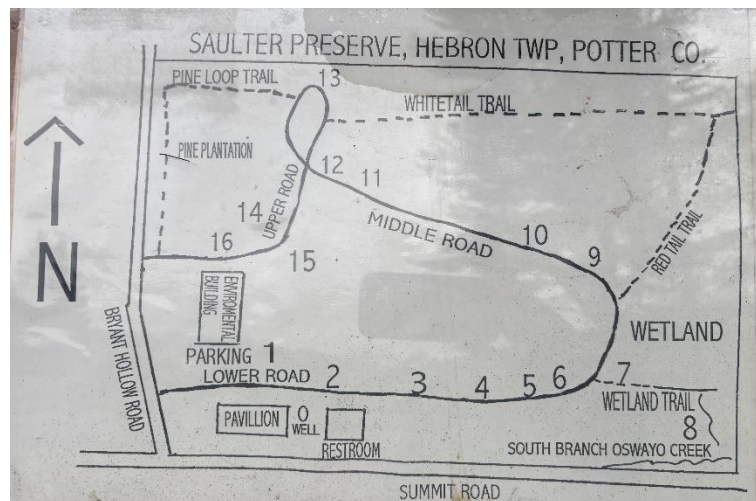 SAULTER PRESERVE, HEBRON TWP, POTTER CO.
PINE LOOP TRAIL
13
WHITETAIL TRAIL
PINE PLANTATION
12
11
UPPER ROAD
14
MIDDLE ROAD
10
9
RED TAIL TRAIL
16
15
N
ENVIROMENTAL
BUILDING
WETLAND
BRYANT HOLLOW ROAD
PARKING 1
LOWER ROAD
2
3
4
5
6
7
WETLAND TRAIL
PAVILLION
O
WELL
RESTROOM
8
SOUTH BRANCH OSWAYO CREEK
SUMMIT ROAD